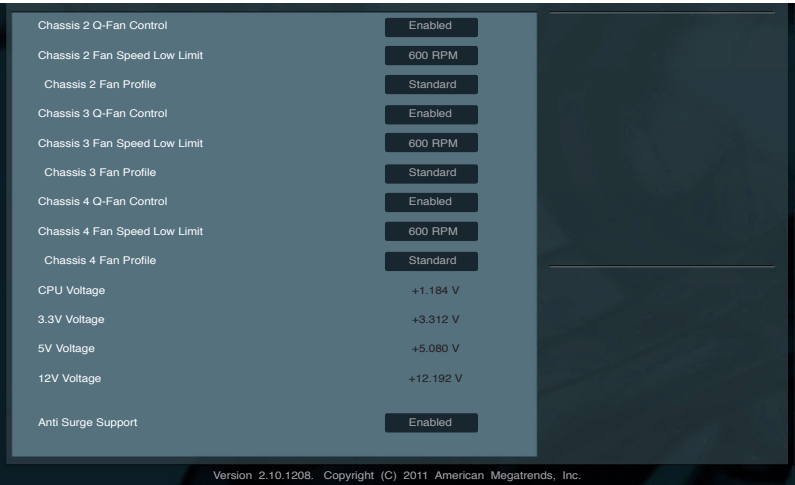 Chassis 2 Q-Fan Control Enabled
Chassis 2 Fan Speed Low Limit 600 RPM
Chassis 2 Fan Profile Standard
Chassis 3 Q-Fan Control Enabled
Chassis 3 Fan Speed Low Limit 600 RPM
Chassis 3 Fan Profile Standard
Chassis 4 Q-Fan Control Enabled
Chassis 4 Fan Speed Low Limit 600 RPM
Chassis 4 Fan Profile Standard
CPU Voltage +1.184 V
3.3V Voltage +3.312 V
5V Voltage +5.080 V
12V Voltage +12.192 V
Anti Surge Support Enabled
Version 2.10.1208. Copyright (C) 2011 American Megatrends, Inc.